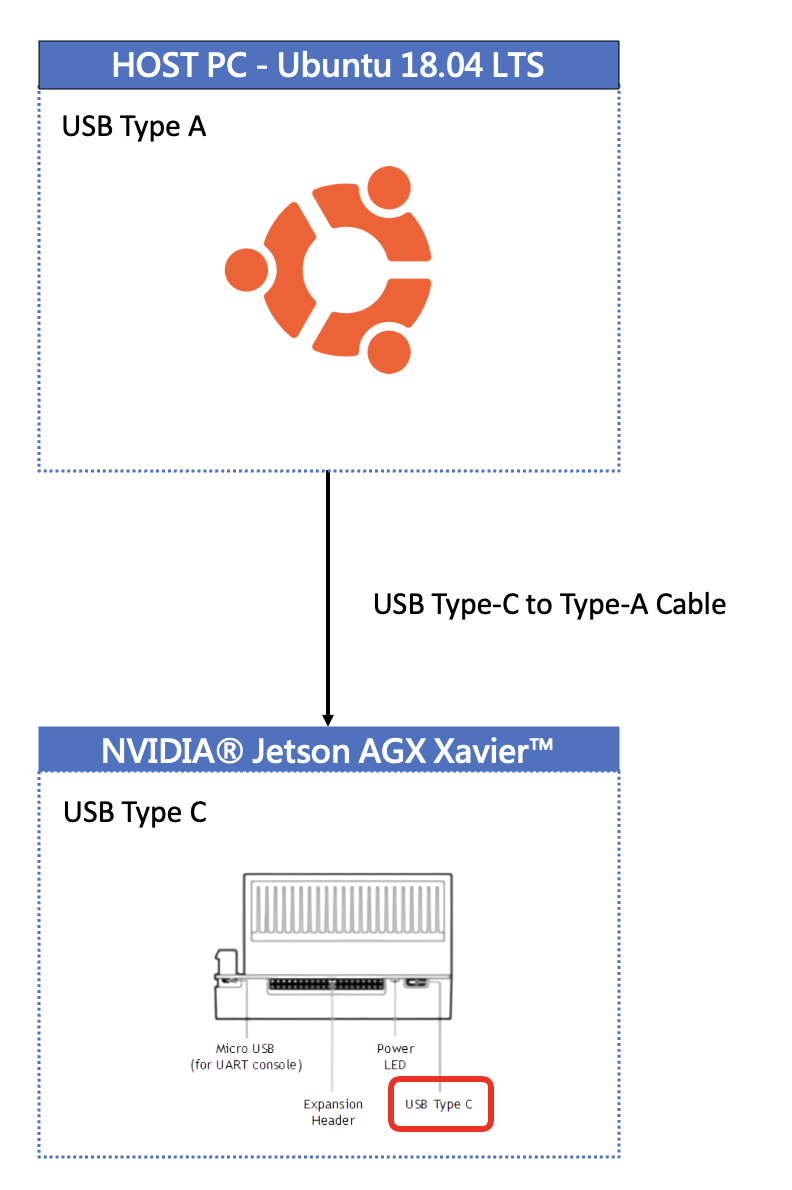 HOST PC - Ubuntu 18.04 LTS
USB Type A
USB Type-C to Type-A Cable
NVIDIA® Jetson AGX Xavier™
USB Type C
Micro USB
(for UART console)
Power
LED
Expansion
Header
USB Type C